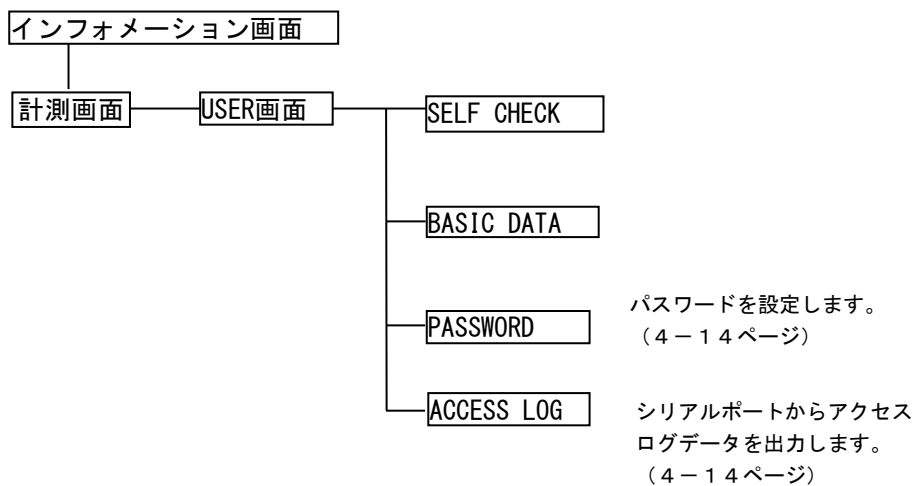 インフォメーション画面
計測画面
USER画面
SELF CHECK
BASIC DATA
PASSWORD
パスワードを設定します。
（４－１４ページ）
ACCESS LOG
シリアルポートからアクセス
ログデータを出力します。
（４－１４ページ）